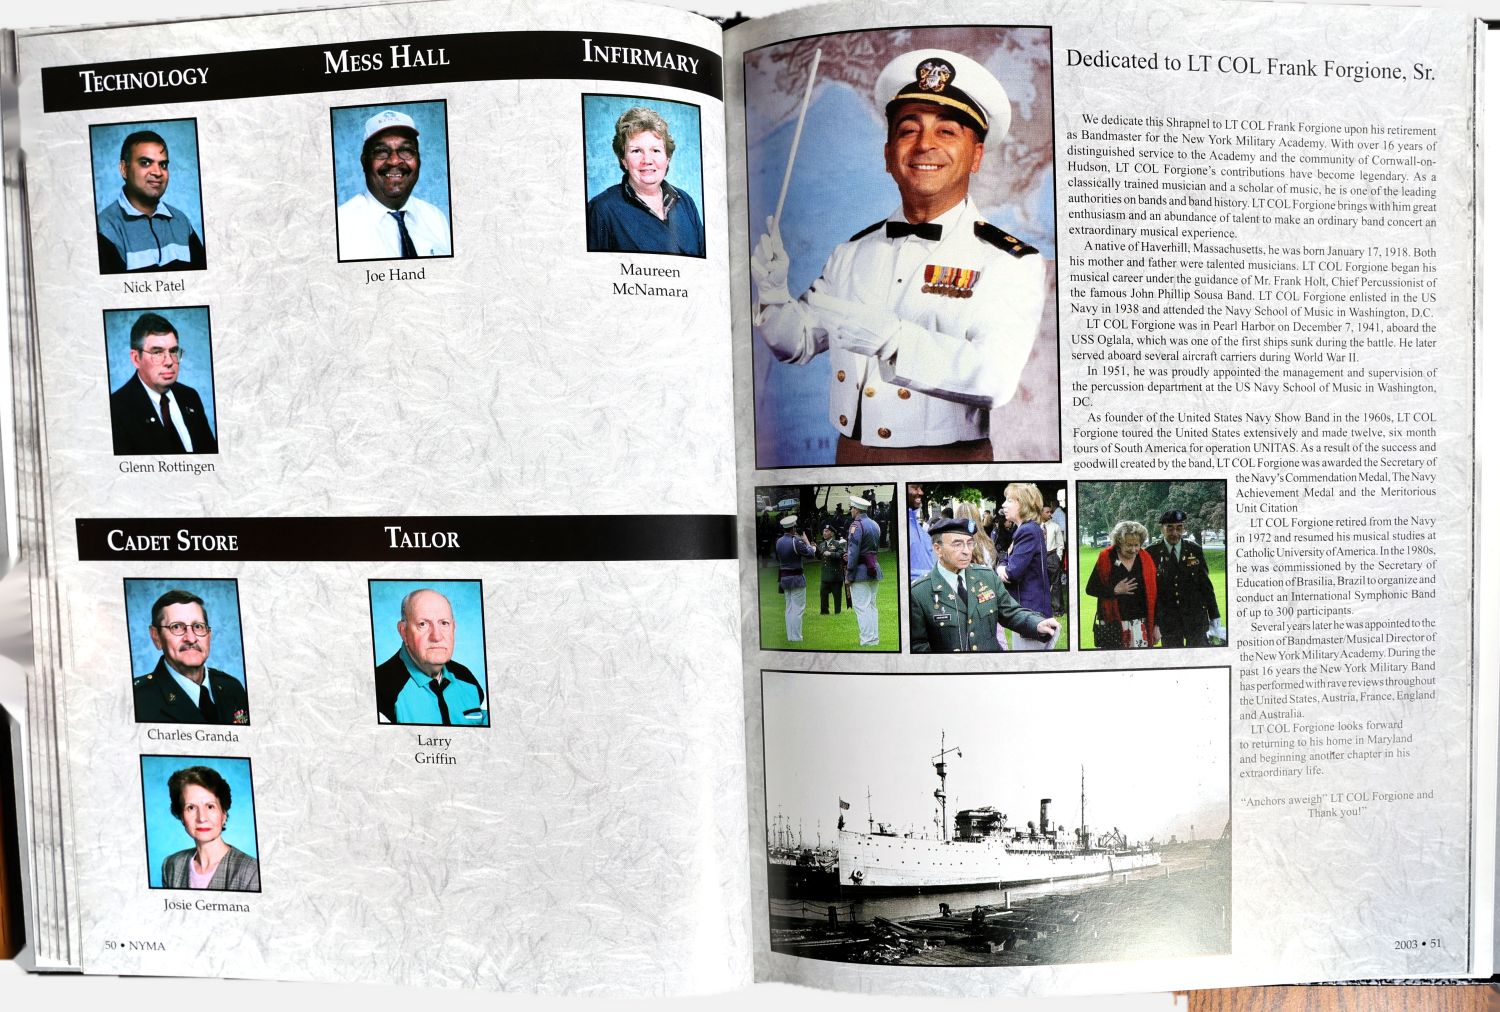 TECHNOLOGY
MESS HALL
INFIRMARY
Nick Patel
Joe Hand
Maureen
McNamara
Glenn Rottingen
CADET STORE
TAILOR
Charles Granda
Larry
Griffin
Josie Germana
50 • NYMA
Dedicated to LT COL Frank Forgione, Sr.
We dedicate this Shrapnel to LT COL Frank Forgione upon his retirement
as Bandmaster for the New York Military Academy. With over 16 years of
distinguished service to the Academy and the community of Cornwall-on-
Hudson, LT COL Forgione's contributions have become legendary. As a
classically trained musician and a scholar of music, he is one of the leading
authorities on bands and band history. LT COL Forgione brings with him great
enthusiasm and an abundance of talent to make an ordinary band concert an
extraordinary musical experience.
A native of Haverhill, Massachusetts, he was born January 17, 1918. Both
his mother and father were talented musicians. LT COL Forgione began his
musical career under the guidance of Mr. Frank Holt, Chief Percussionist of
the famous John Phillip Sousa Band. LT COL Forgione enlisted in the US
Navy in 1938 and attended the Navy School of Music in Washington, D.C.
LT COL Forgione was in Pearl Harbor on December 7, 1941, aboard the
USS Oglala, which was one of the first ships sunk during the battle. He later
served aboard several aircraft carriers during World War II.
In 1951, he was proudly appointed the management and supervision of
the percussion department at the US Navy School of Music in Washington,
DC.
As founder of the United States Navy Show Band in the 1960s, LT COL
Forgione toured the United States extensively and made twelve, six month
tours of South America for operation UNITAS. As a result of the success and
goodwill created by the band, LT COL Forgione was awarded the Secretary of
the Navy's Commendation Medal, The Navy
Achievement Medal and the Meritorious
Unit Citation
LT COL Forgione retired from the Navy
in 1972 and resumed his musical studies at
Catholic University of America. In the 1980s,
he was commissioned by the Secretary of
Education of Brasilia, Brazil to organize and
conduct an International Symphonic Band
of up to 300 participants.
Several years later he was appointed to the
position of Bandmaster/Musical Director of
the New York Military Academy. During the
past 16 years the New York Military Band
has performed with rave reviews throughout
the United States, Austria, France, England
and Australia.
LT COL Forgione looks forward
to returning to his home in Maryland
and beginning another chapter in his
extraordinary life.
"Anchors aweigh" LT COL Forgione and
Thank you!"
2003 • 51